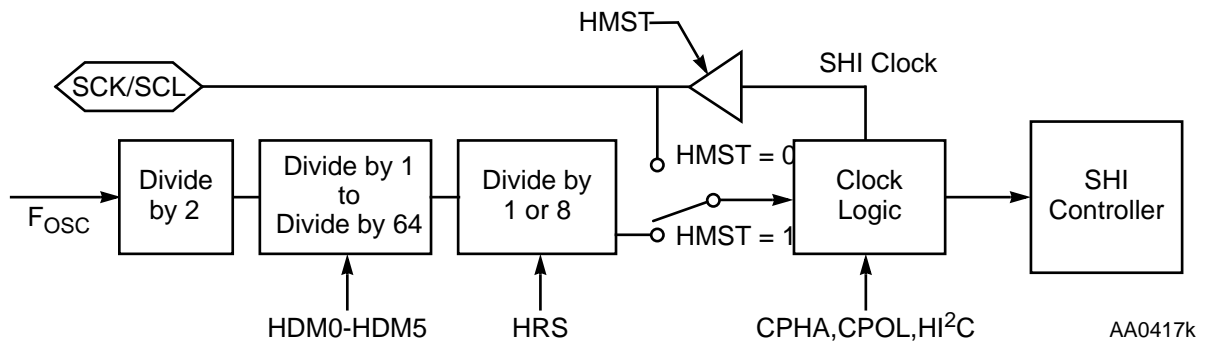 HMST
SCK/SCL
SHI Clock
HMST = 0
Divide
by 2
Divide by 1
to
Divide by 64
Divide by
1 or 8
Clock
Logic
SHI
Controller
FOSC
HMST = 1
HDM0-HDM5
HRS
CPHA,CPOL,HI²C
AA0417k